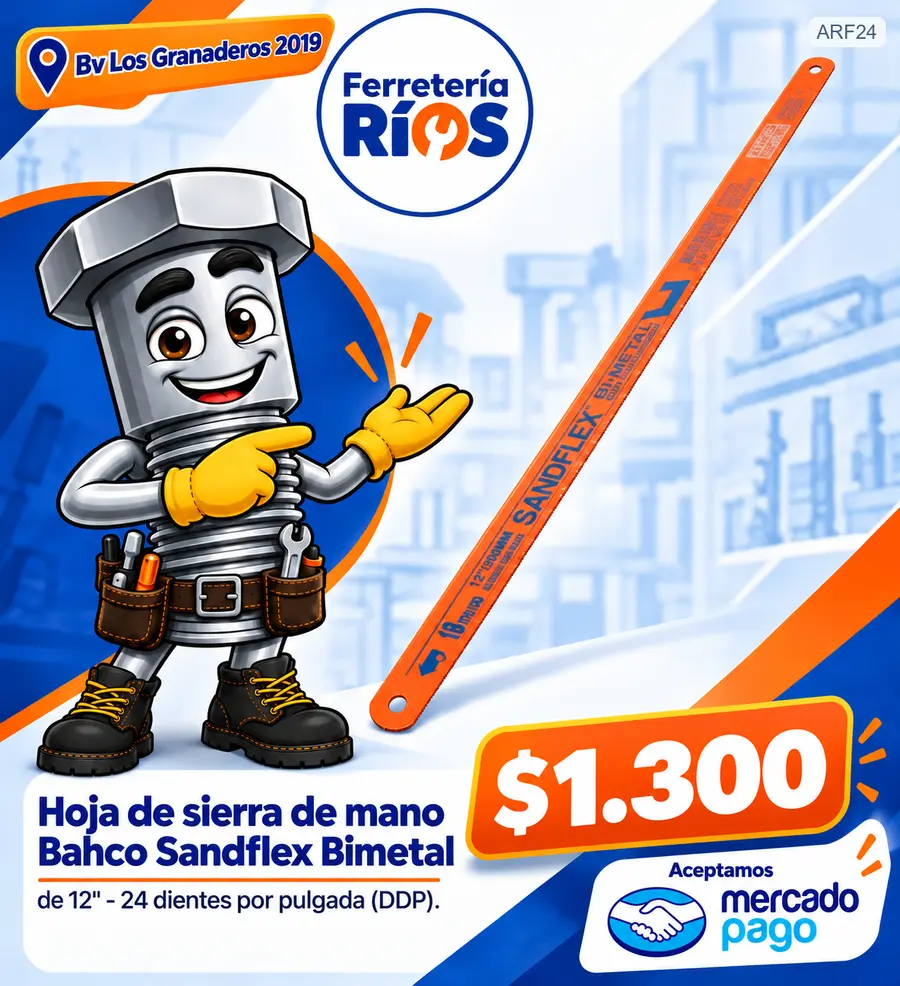 Bv Los Granaderos 2019
Ferretería
RÍOS
ARF24
SANDFLEX BI-METAL
12" (300MM
18
$1.300
Hoja de sierra de mano
Bahco Sandflex Bimetal
de 12" - 24 dientes por pulgada (DDP).
Aceptamos
mercado
pago